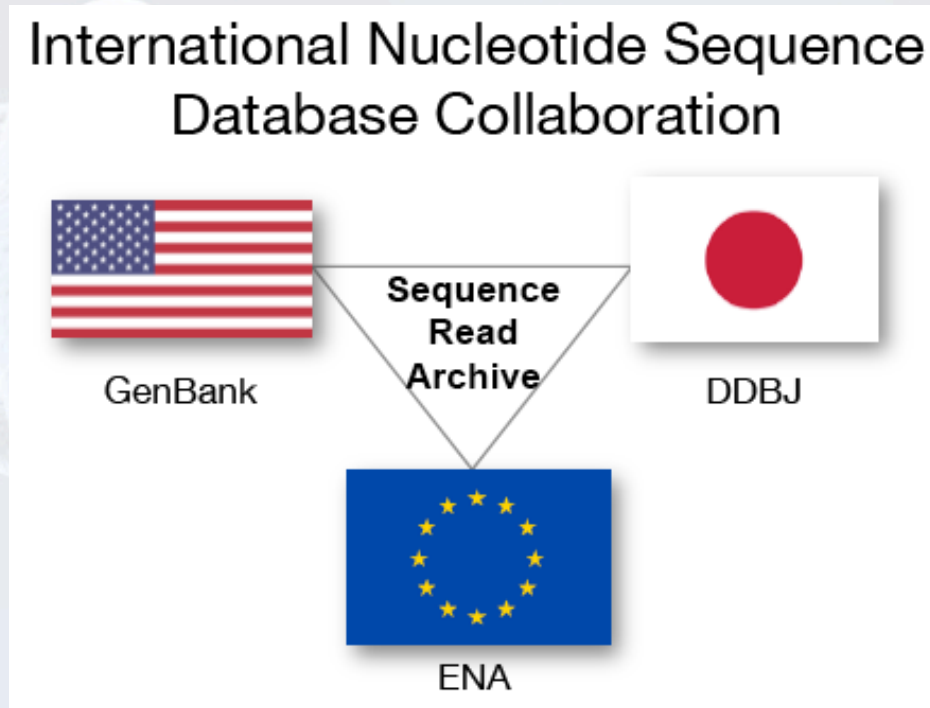 International Nucleotide Sequence
Database Collaboration
Sequence
Read
Archive
GenBank
DDBJ
ENA